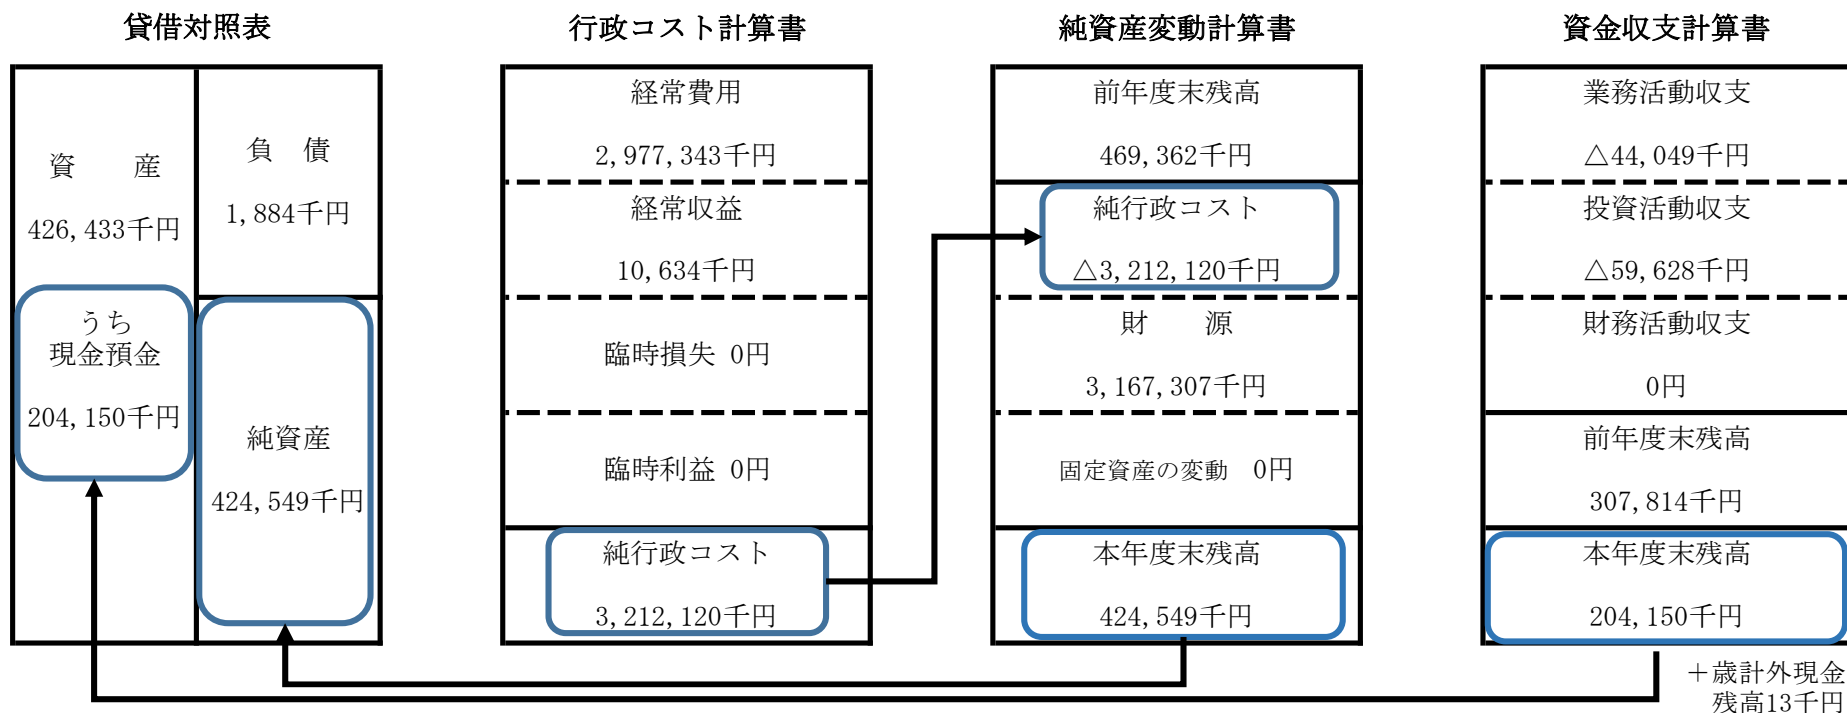 貸借対照表
資　産
426,433千円
うち
現金預金
204,150千円
負　債
1,884千円
純資産
424,549千円
行政コスト計算書
経常費用
2,977,343千円
経常収益
10,634千円
臨時損失 0円
臨時利益 0円
純行政コスト
3,212,120千円
純資産変動計算書
前年度末残高
469,362千円
純行政コスト
△3,212,120千円
財　源
3,167,307千円
固定資産の変動　0円
本年度末残高
424,549千円
資金収支計算書
業務活動収支
△44,049千円
投資活動収支
△59,628千円
財務活動収支
0円
前年度末残高
307,814千円
本年度末残高
204,150千円
＋歳計外現金
残高13千円